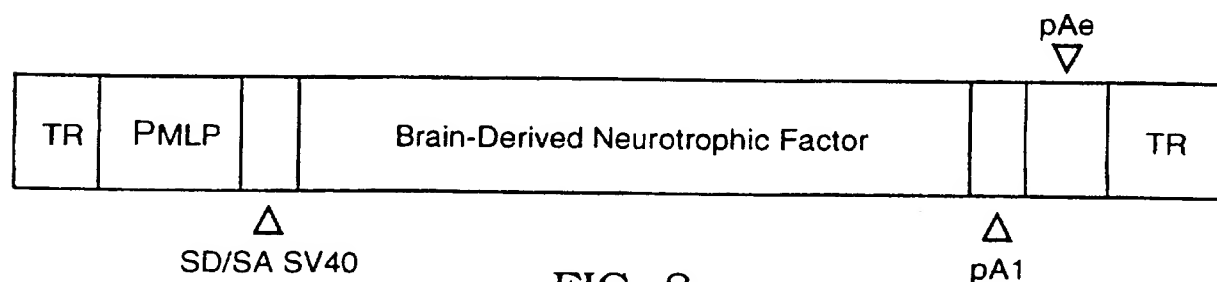 pAe
TR PMLP Brain-Derived Neurotrophic Factor TR
SD/SA SV40
pA1